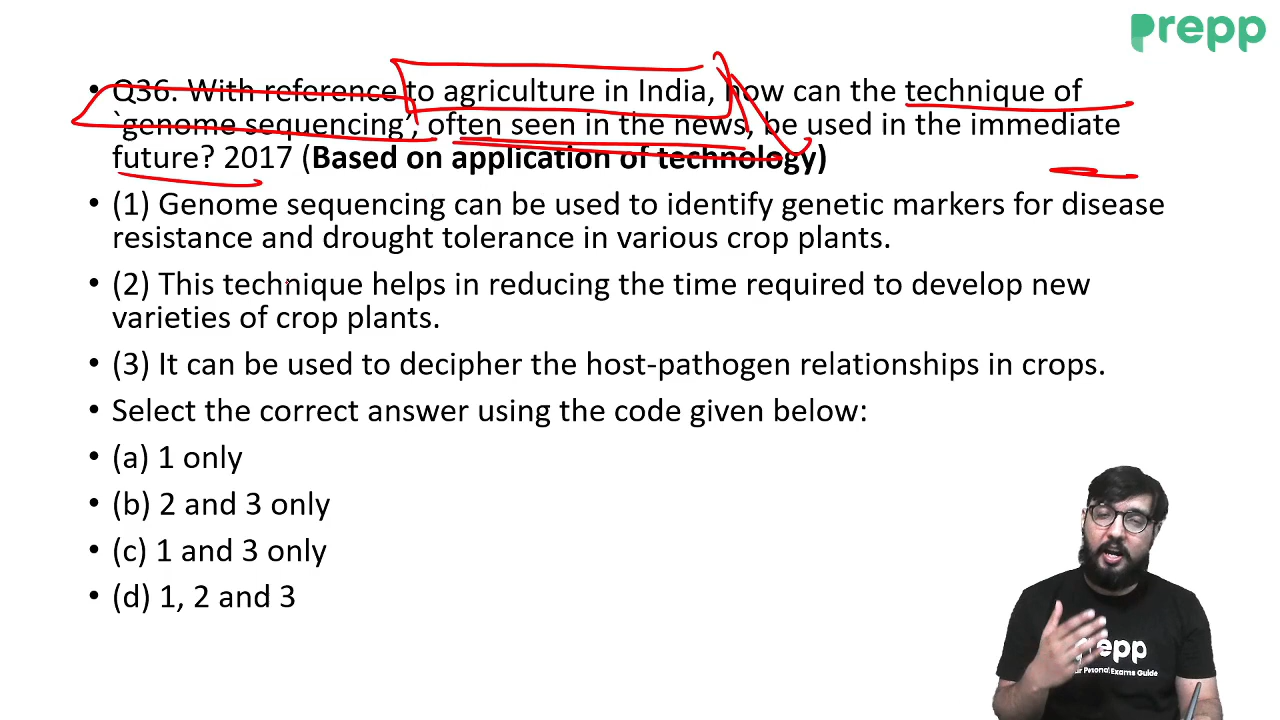 prepp
• Q36. With reference to agriculture in India, how can the technique of
`genome sequencing’, often seen in the news, be used in the immediate
future? 2017 (Based on application of technology)
• (1) Genome sequencing can be used to identify genetic markers for disease
resistance and drought tolerance in various crop plants.
• (2) This technique helps in reducing the time required to develop new
varieties of crop plants.
• (3) It can be used to decipher the host-pathogen relationships in crops.
• Select the correct answer using the code given below:
• (a) 1 only
• (b) 2 and 3 only
• (c) 1 and 3 only
• (d) 1, 2 and 3
prepp
Personal Exams Guide